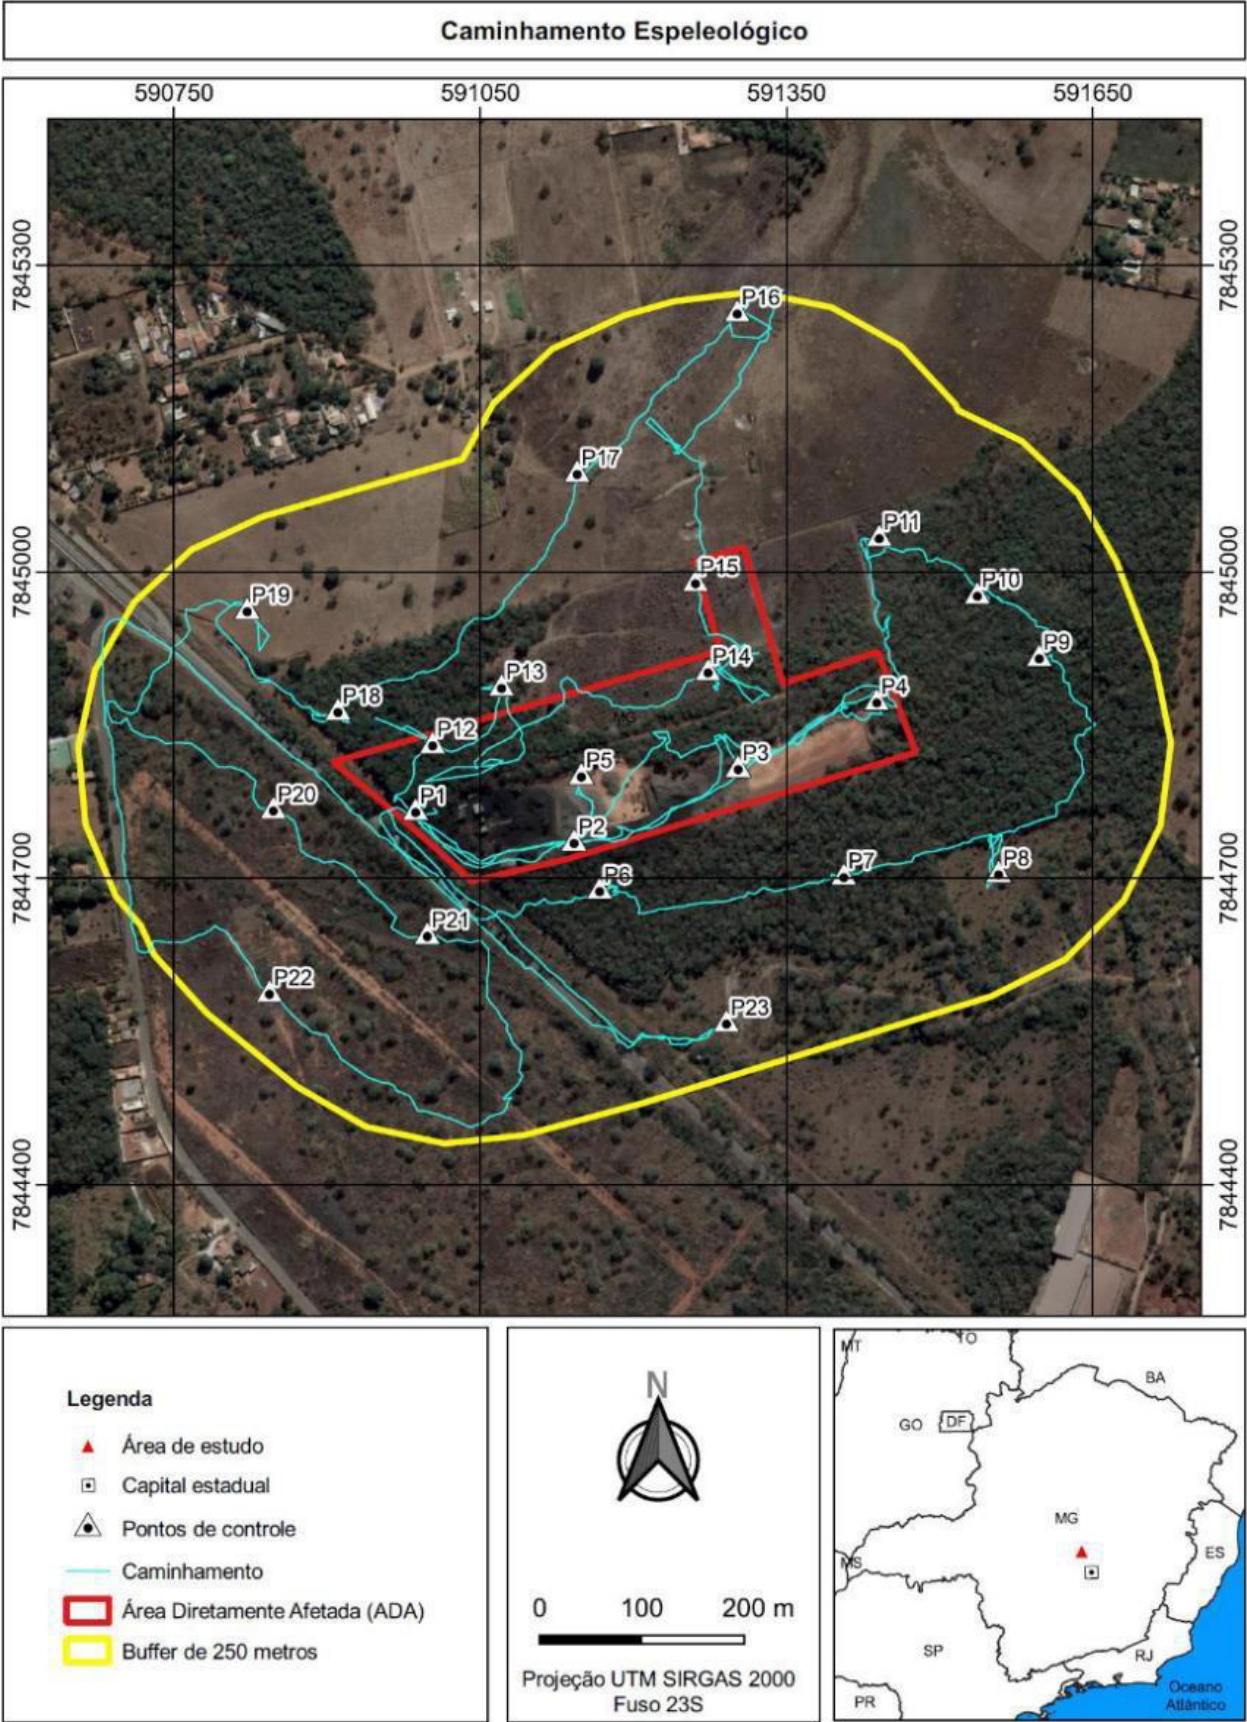 Caminhamento Espeleológico
590750
591050
591350
591650
7845300
7845300
P16
P17
P11
7845000
P15
P10
7845000
P19
P9
P14
P13
P4
P18
MG
P12
P3
P5
P20
P1
P2
7844700
P6
P7
P8
7844700
P21
P22
P23
7844400
7844400
Legenda
Área de estudo
Capital estadual
Pontos de controle
Caminhamento
Área Diretamente Afetada (ADA)
Buffer de 250 metros
N
0 100 200 m
Projeção UTM SIRGAS 2000
Fuso 23S
MT
TO
BA
GO
DF
MG
MS
ES
SP
RJ
PR
Oceano
Atlântico